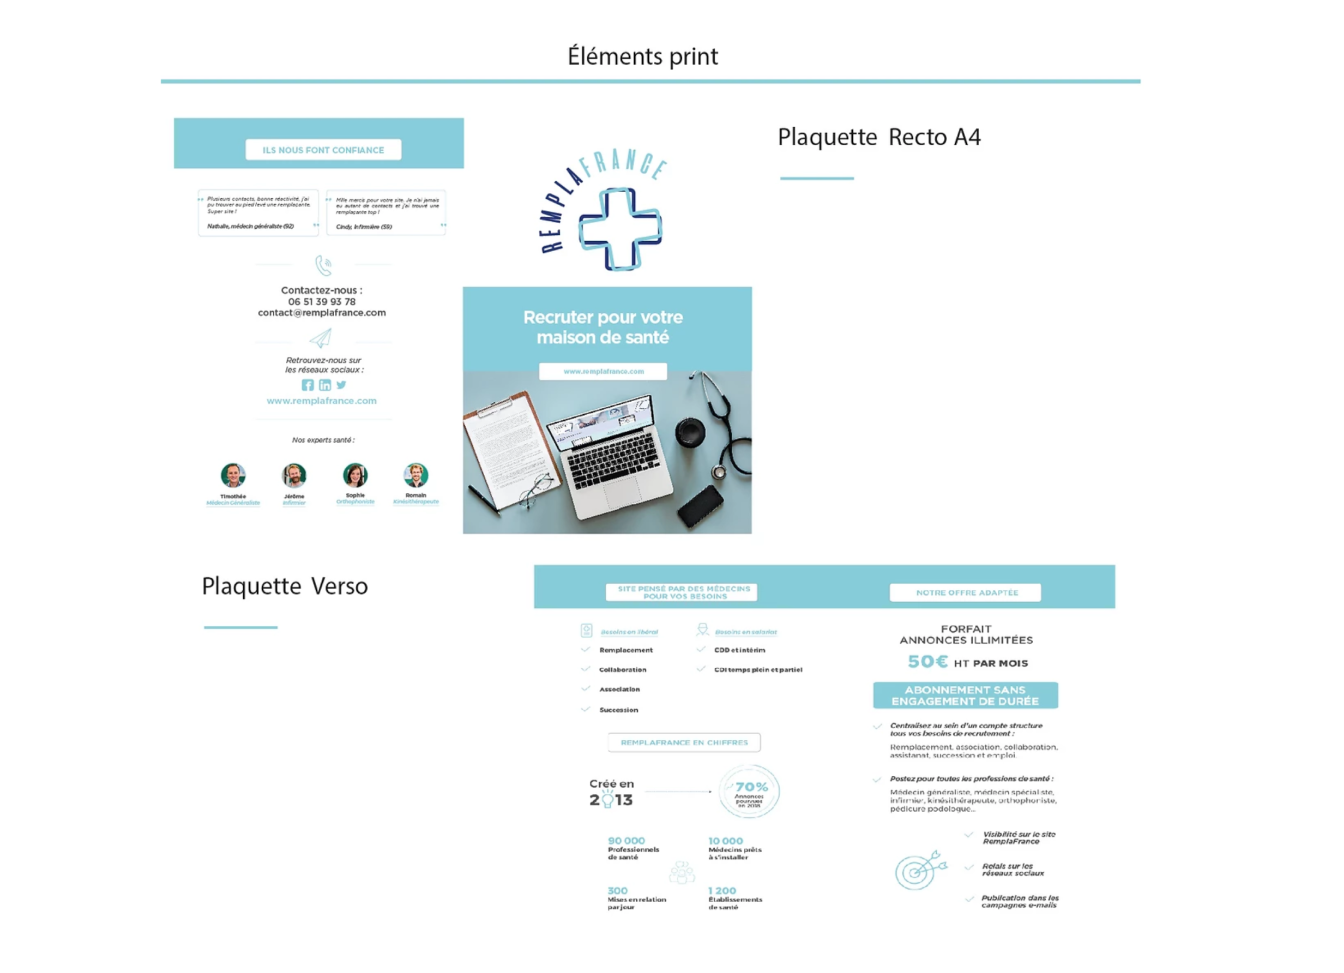 Éléments print
Plaquette Recto A4
ILS NOUS FONT CONFIANCE
Plusieurs contacts, bonne réactivité, j'ai
pu trouver au pied levé une remplaçante.
Super site !
Nathalie, médecin généraliste (92)
Mille mercis pour votre site. Je n'ai jamais
eu autant de contacts et j'ai trouvé une
remplaçante top !
Cindy, Infirmière (59)
Contactez-nous :
06 51 39 93 78
contact@remplafrance.com
Retrouvez-nous sur
les réseaux sociaux :
www.remplafrance.com
Nos experts santé :
Timothée
Médecin Généraliste
Jérôme
Infirmier
Sophie
Orthophoniste
Romain
Kinésithérapeute
REMPLAFRANCE
Recruter pour votre
maison de santé
www.remplafrance.com
Plaquette Verso
SITE PENSÉ PAR DES MÉDECINS
POUR VOS BESOINS
Besoins en libéral
Remplacement
Collaboration
Association
Succession
Besoins en salariat
CDD et intérim
CDI temps plein et partiel
REMPLAFRANCE EN CHIFFRES
Créé en
2013
70%
Annonces
pourvues
en 2018
90 000
Professionnels
de santé
10 000
Médecins prêts
à s'installer
300
Mises en relation
par jour
1 200
Établissements
de santé
NOTRE OFFRE ADAPTÉE
FORFAIT
ANNONCES ILLIMITÉES
50€ HT PAR MOIS
ABONNEMENT SANS
ENGAGEMENT DE DURÉE
Centralisez au sein d'un compte structure
tous vos besoins de recrutement :
Remplacement, association, collaboration,
assistanat, succession et emploi.
Postez pour toutes les professions de santé :
Médecin généraliste, médecin spécialiste,
infirmier, kinésithérapeute, orthophoniste,
pédicure podologue...
Visibilité sur le site
RemplaFrance
Relais sur les
réseaux sociaux
Publication dans les
campagnes e-mails